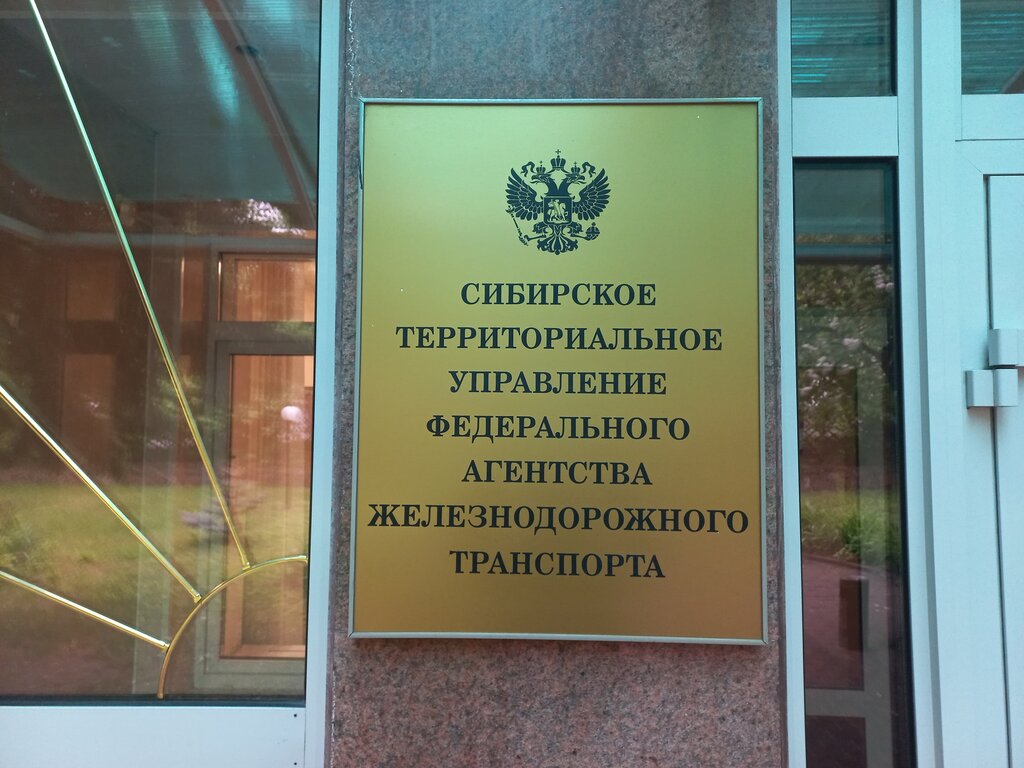 СИБИРСКОЕ
ТЕРРИТОРИАЛЬНОЕ
УПРАВЛЕНИЕ
ФЕДЕРАЛЬНОГО
АГЕНТСТВА
ЖЕЛЕЗНОДОРОЖНОГО
ТРАНСПОРТА